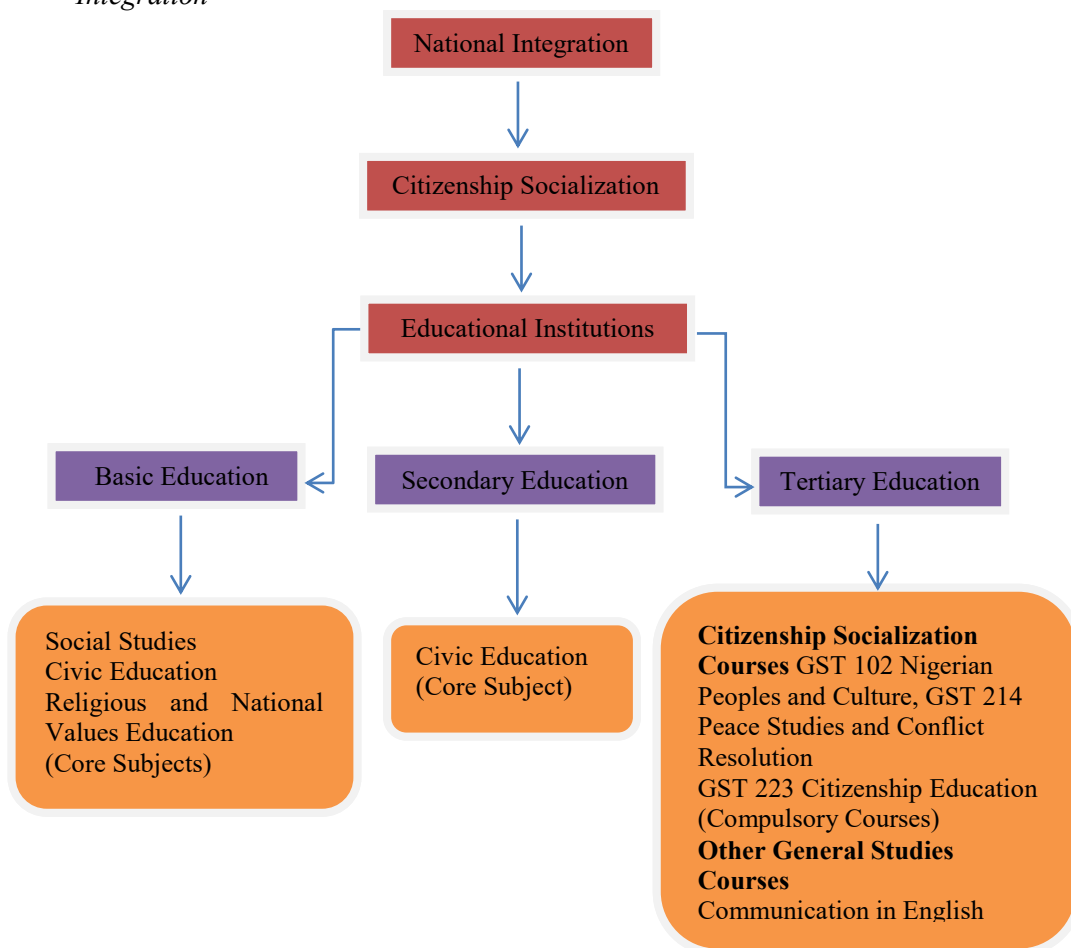 Integration
National Integration
Citizenship Socialization
Educational Institutions
Basic Education
Secondary Education
Tertiary Education
Social Studies
Civic Education
Religious and National
Values Education
(Core Subjects)
Civic Education
(Core Subject)
Citizenship Socialization
Courses GST 102 Nigerian
Peoples and Culture, GST 214
Peace Studies and Conflict
Resolution
GST 223 Citizenship Education
(Compulsory Courses)
Other General Studies
Courses
Communication in English